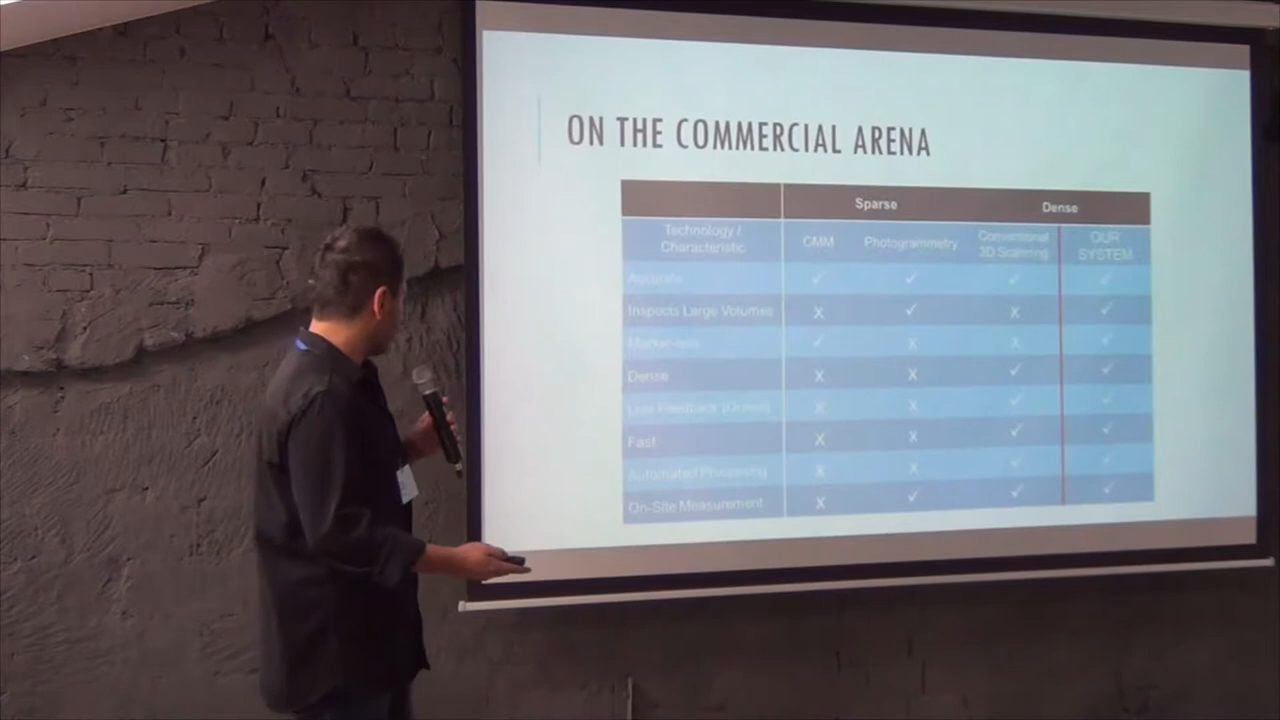 ON THE COMMERCIAL ARENA
Sparse Dense
Technology / Characteristic CMM Photogrammetry Conventional 3D Scanning OUR SYSTEM
Accurate ✓ ✓ ✓ ✓
Inspects Large Volumes X ✓ X ✓
Markerless ✓ X X ✓
Dense X X ✓ ✓
Live Feedback (Online) X X ✓ ✓
Fast X X ✓ ✓
Automated Processing X X ✓ ✓
On-Site Measurement X ✓ ✓ ✓